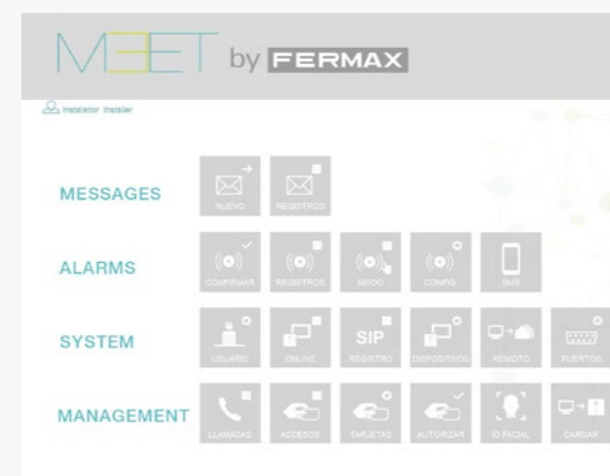 MEET by FERMAX
Instalador Installer
MESSAGES
NUEVO REGISTROS
ALARMS
CONFIRMAR REGISTROS MODO CONFIG. SMS
SYSTEM
USUARIO ONLINE SIP REGISTRO DISPOSITIVOS REMOTO PUERTOS
MANAGEMENT
LLAMADAS ACCESOS TARJETAS AUTORIZAR ID FACIAL CARGAR